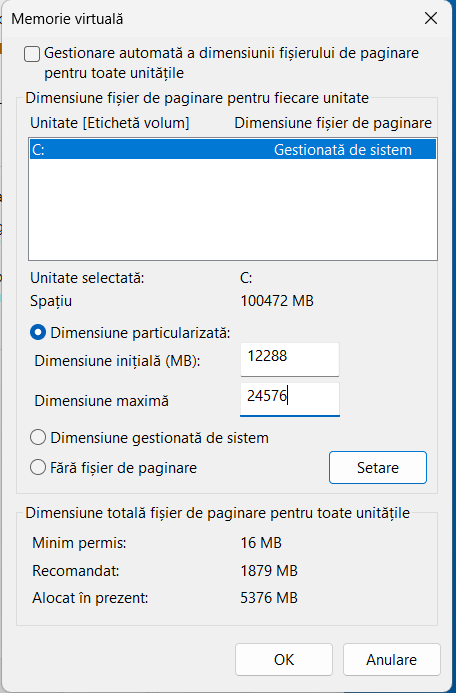 Memorie virtuală
Gestionare automată a dimensiunii fișierului de paginare
pentru toate unitățile
Dimensiune fișier de paginare pentru fiecare unitate
Unitate [Etichetă volum] Dimensiune fișier de paginare
C: Gestionată de sistem
Unitate selectată: C:
Spațiu 100472 MB
Dimensiune particularizată:
Dimensiune inițială (MB): 12288
Dimensiune maximă 24576
Dimensiune gestionată de sistem
Fără fișier de paginare
Setare
Dimensiune totală fișier de paginare pentru toate unitățile
Minim permis: 16 MB
Recomandat: 1879 MB
Alocat în prezent: 5376 MB
OK Anulare